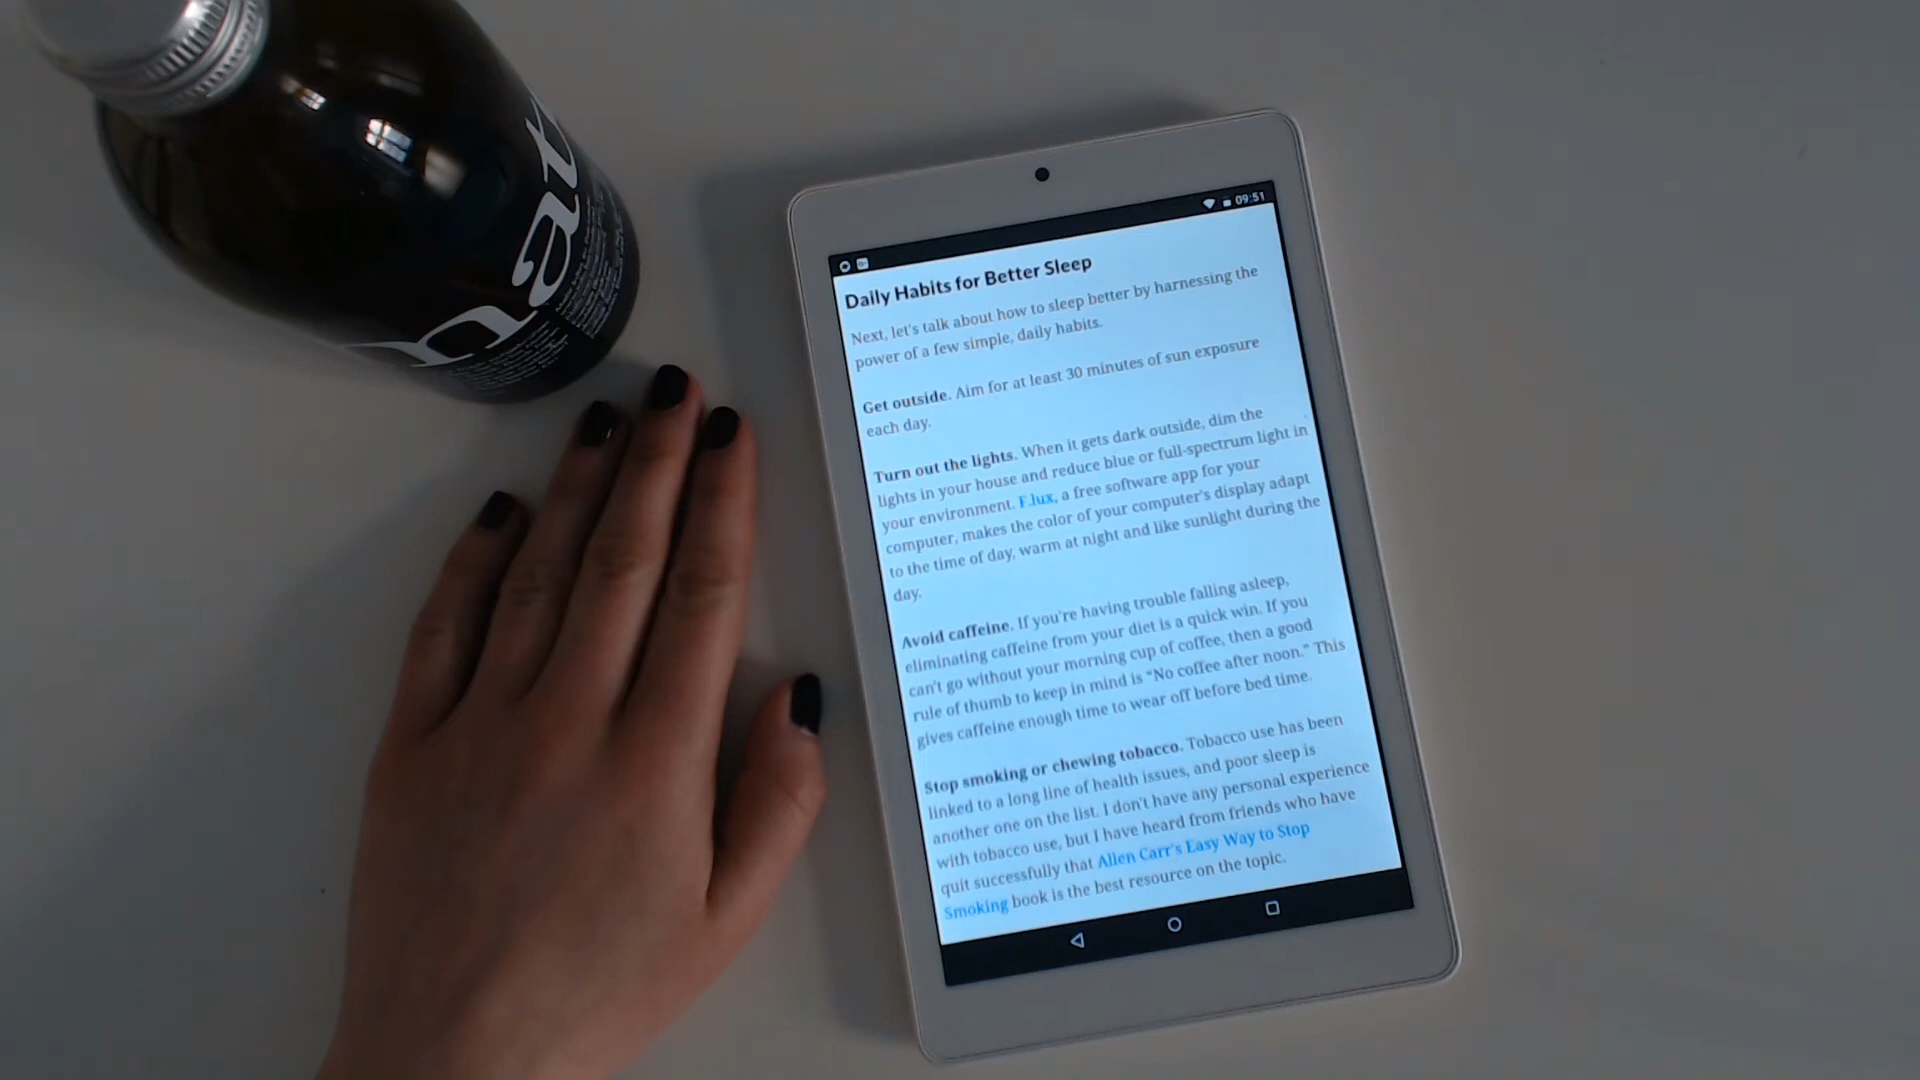 09:51
Daily Habits for Better Sleep
Next, let's talk about how to sleep better by harnessing the
power of a few simple, daily habits.
Get outside. Aim for at least 30 minutes of sun exposure
each day.
Turn out the lights. When it gets dark outside, dim the
lights in your house and reduce blue or full-spectrum light in
your environment. F.lux, a free software app for your
computer, makes the color of your computer's display adapt
to the time of day, warm at night and like sunlight during the
day.
Avoid caffeine. If you're having trouble falling asleep,
eliminating caffeine from your diet is a quick win. If you
can't go without your morning cup of coffee, then a good
rule of thumb to keep in mind is “No coffee after noon.” This
gives caffeine enough time to wear off before bed time.
Stop smoking or chewing tobacco. Tobacco use has been
linked to a long line of health issues, and poor sleep is
another one on the list. I don't have any personal experience
with tobacco use, but I have heard from friends who have
quit successfully that Allen Carr's Easy Way to Stop
Smoking book is the best resource on the topic.